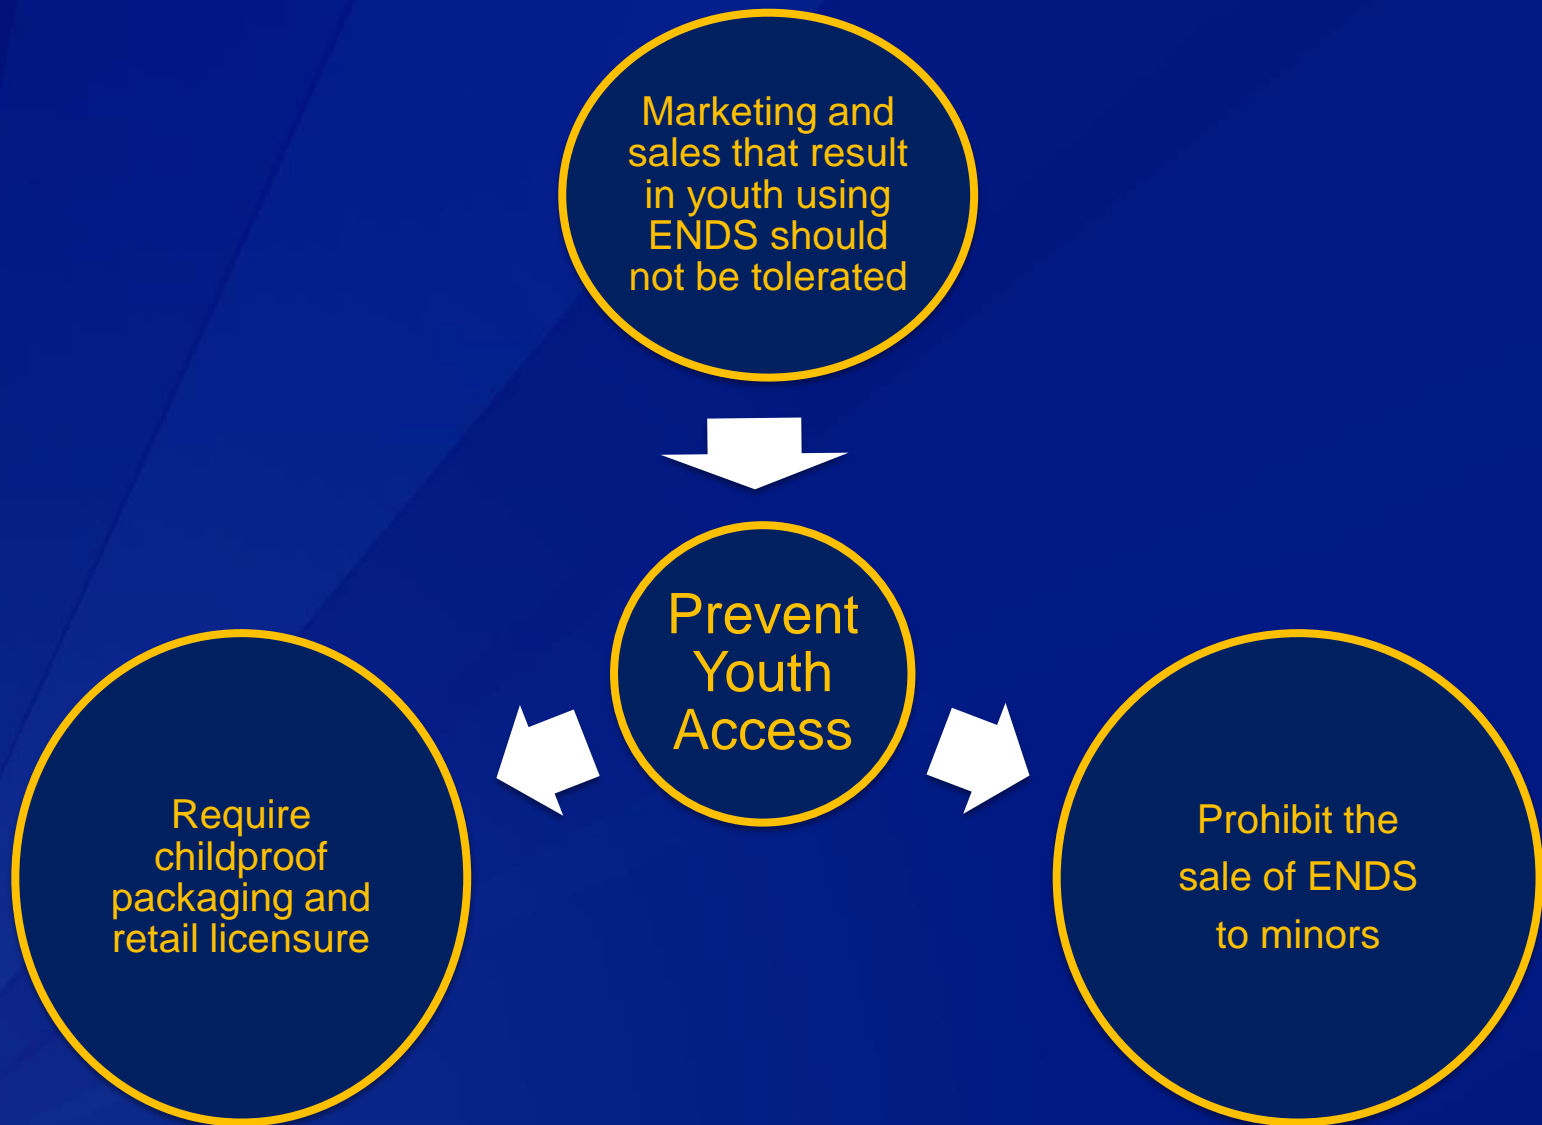 Marketing and
sales that result
in youth using
ENDS should
not be tolerated
Prevent
Youth
Access
Require
childproof
packaging and
retail licensure
Prohibit the
sale of ENDS
to minors